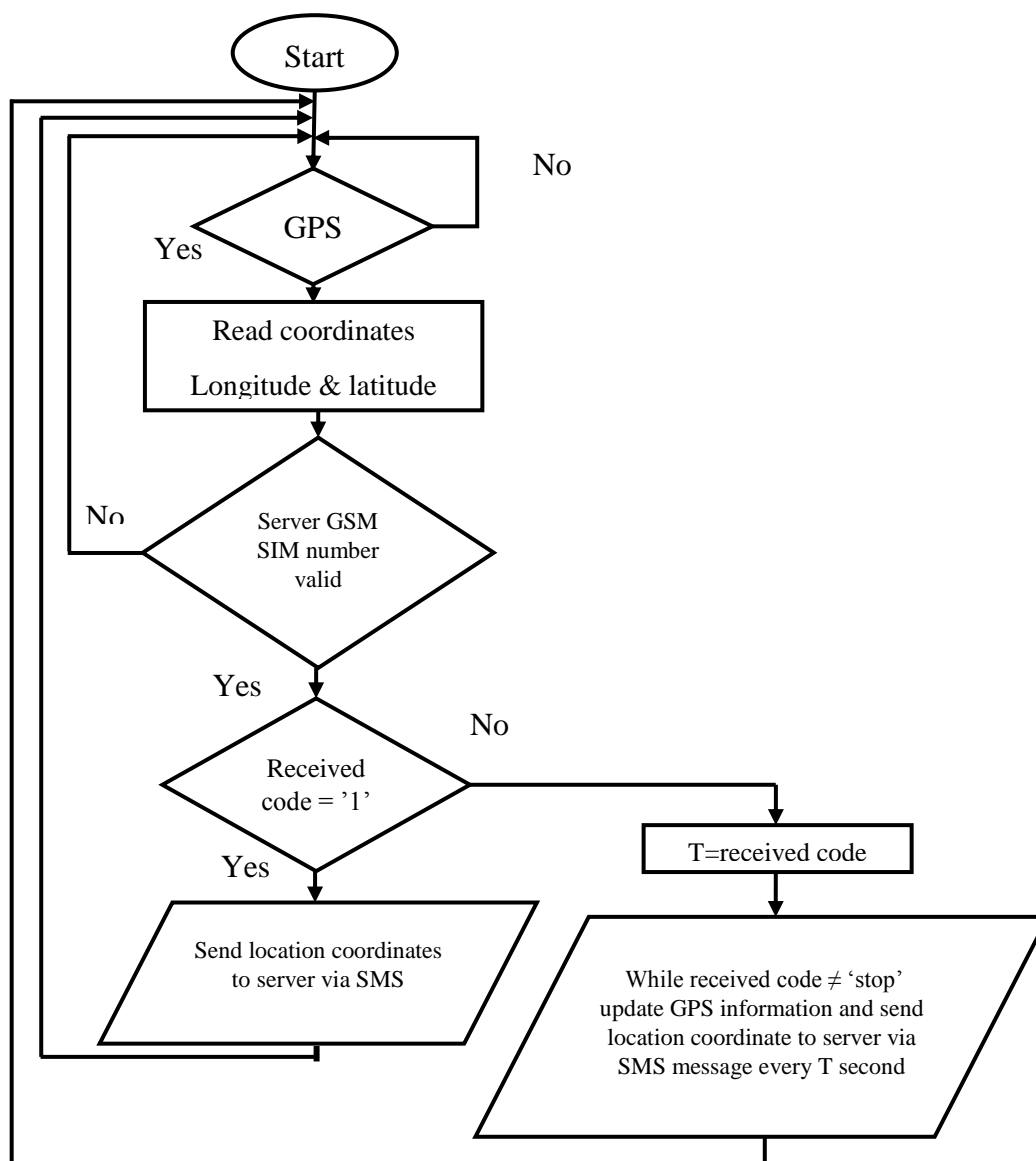 Start
No
GPS
Yes
Read coordinates
Longitude & latitude
No
Server GSM
SIM number
valid
Yes
No
Received
code = ’1’
Yes
T=received code
Send location coordinates
to server via SMS
While received code ≠ ‘stop’
update GPS information and send
location coordinate to server via
SMS message every T second